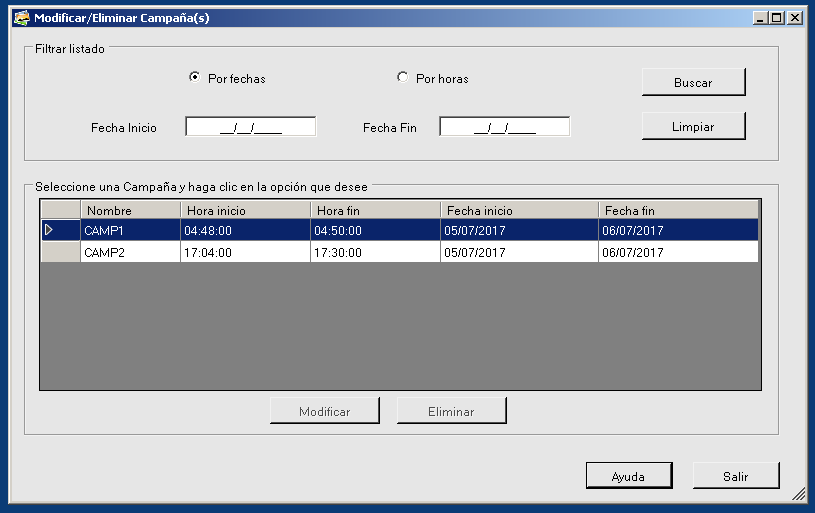 Modificar/Eliminar Campaña(s)
Filtrar listado
Por fechas Por horas Buscar
Fecha Inicio __/__/____ Fecha Fin __/__/____ Limpiar
Seleccione una Campaña y haga clic en la opción que desee
Nombre Hora inicio Hora fin Fecha inicio Fecha fin
CAMP1 04:48:00 04:50:00 05/07/2017 06/07/2017
CAMP2 17:04:00 17:30:00 05/07/2017 06/07/2017
Modificar Eliminar
Ayuda Salir